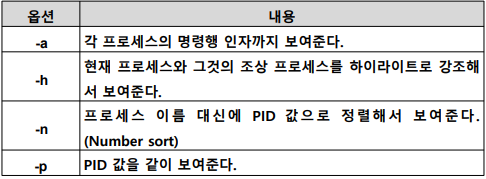 옵션 내용
-a 각 프로세스의 명령행 인자까지 보여준다.
-h 현재 프로세스와 그것의 조상 프로세스를 하이라이트로 강조해
서 보여준다.
-n 프로세스 이름 대신에 PID 값으로 정렬해서 보여준다.
(Number sort)
-p PID 값을 같이 보여준다.